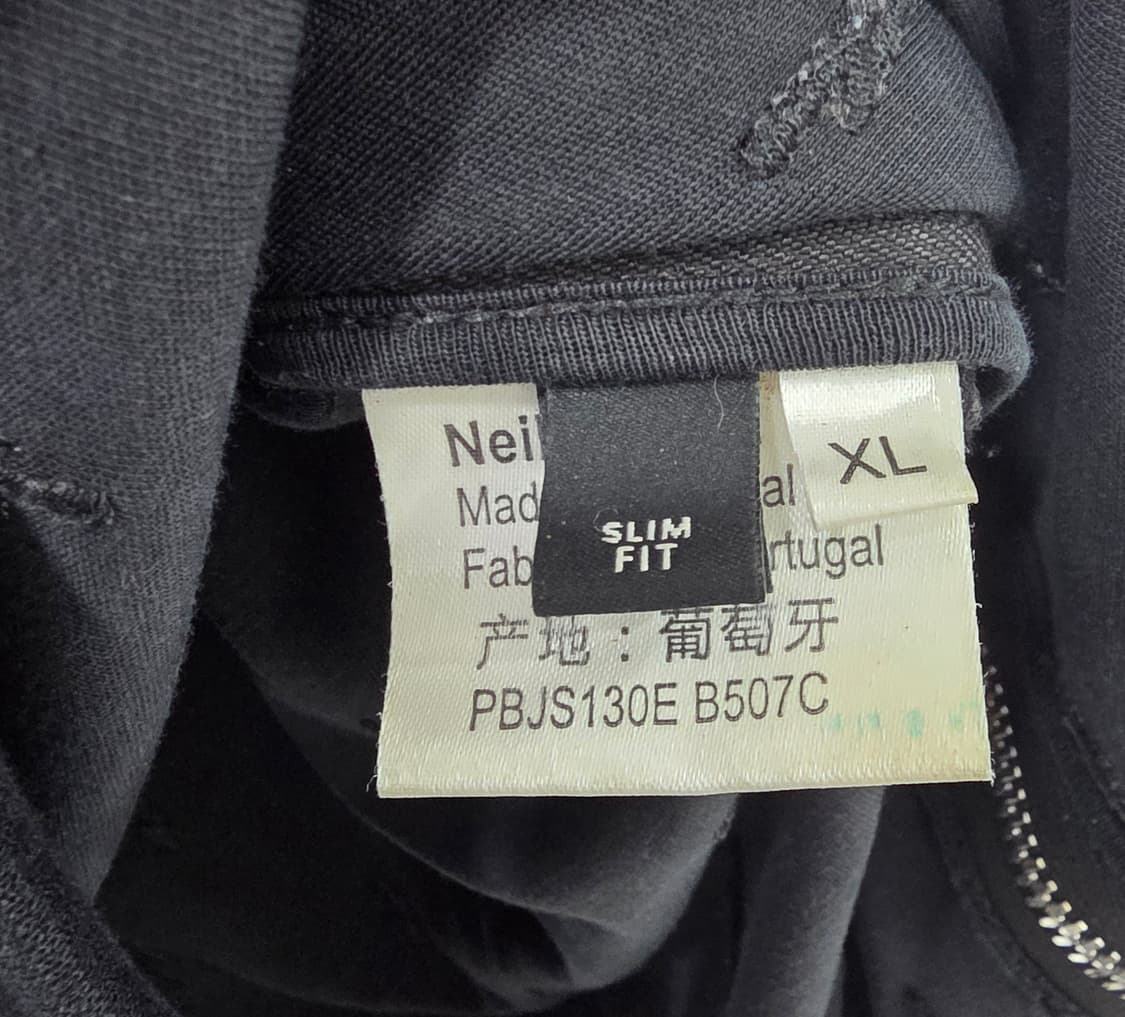 Nei
XL
Mad al
SLIM
FIT
Fab rtugal
产地：葡萄牙
PBJS130E B507C